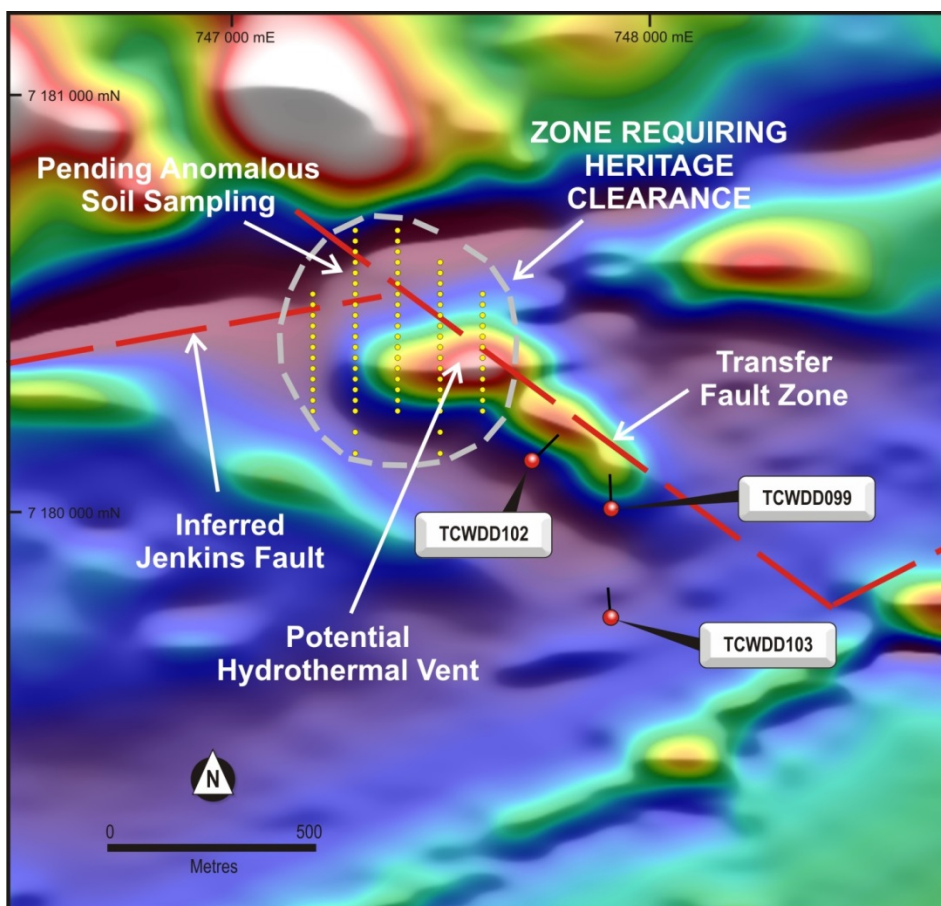 747 000 mE
748 000 mE
7 181 000 mN
ZONE REQUIRING
HERITAGE
CLEARANCE
Pending Anomalous
Soil Sampling
Transfer
Fault Zone
TCWDD099
7 180 000 mN
TCWDD102
Inferred
Jenkins Fault
Potential
Hydrothermal Vent
TCWDD103
N
0
500
Metres